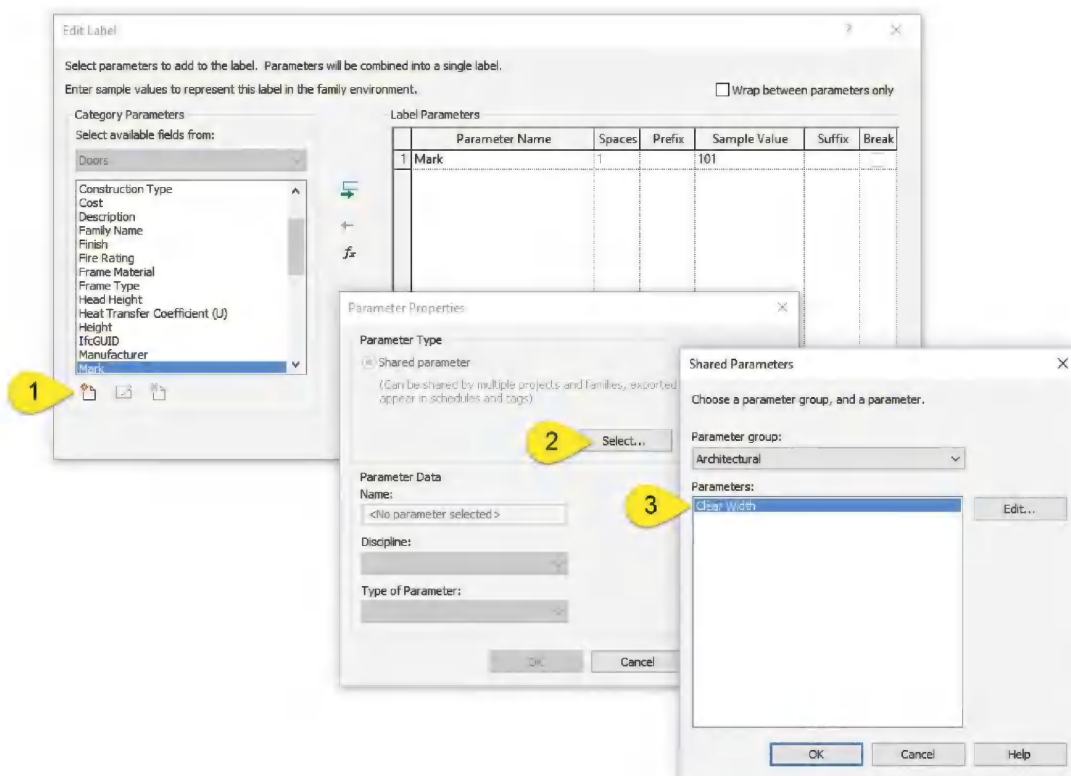 Edit Label
?
Select parameters to add to the label. Parameters will be combined into a single label.
Enter sample values to represent this label in the family environment.
Wrap between parameters only
Category Parameters
Select available fields from:
Doors
Construction Type
Cost
Description
Family Name
Finish
Fire Rating
Frame Material
Frame Type
Head Height
Heat Transfer Coefficient (U)
Height
IfcGUID
Manufacturer
Mark
fx
Label Parameters
Parameter Name Spaces Prefix Sample Value Suffix Break
1 Mark 1 101
1
Parameter Properties
Parameter Type
Shared parameter
(Can be shared by multiple projects and families, exported
appear in schedules and tags)
2
Select...
Parameter Data
Name:
<No parameter selected>
Discipline:
Type of Parameter:
OK Cancel
Shared Parameters
Choose a parameter group, and a parameter.
Parameter group:
Architectural
Parameters:
3
Clear Width
Edit...
OK Cancel Help